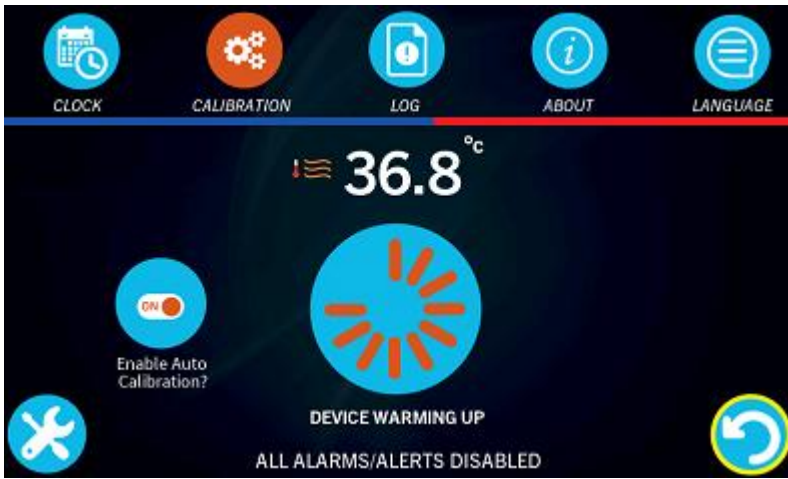 CLOCK
CALIBRATION
LOG
ABOUT
LANGUAGE
36.8°C
ON
Enable Auto
Calibration?
DEVICE WARMING UP
ALL ALARMS/ALERTS DISABLED